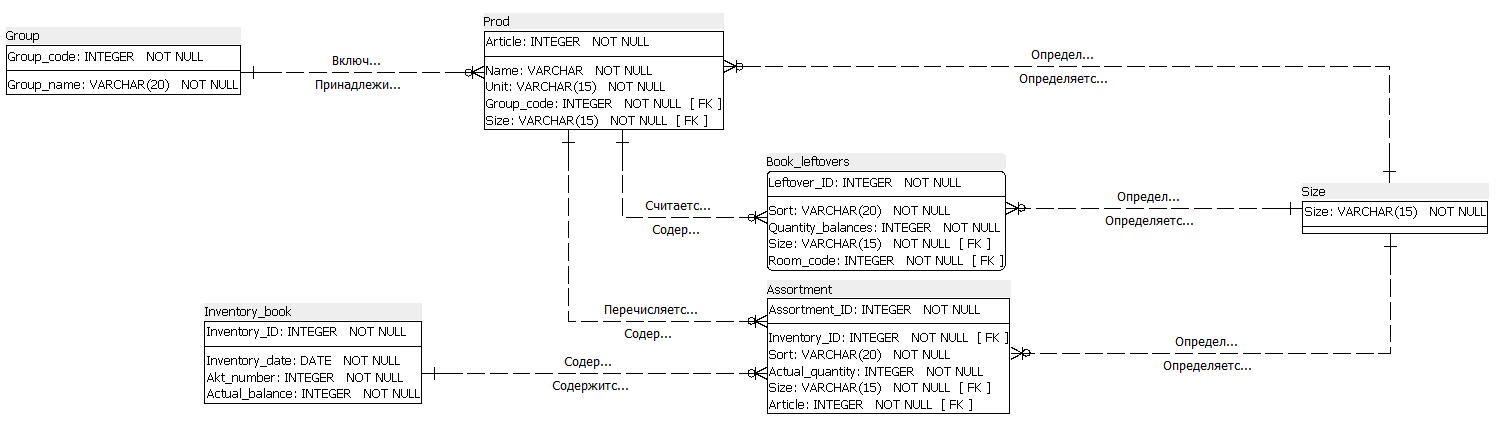 Group
Group_code: INTEGER NOT NULL
Group_name: VARCHAR(20) NOT NULL
Включ...
Принадлежи...
Prod
Article: INTEGER NOT NULL
Name: VARCHAR NOT NULL
Unit: VARCHAR(15) NOT NULL
Group_code: INTEGER NOT NULL [ FK ]
Size: VARCHAR(15) NOT NULL [ FK ]
Определ...
Определяетс...
Book_leftovers
Leftover_ID: INTEGER NOT NULL
Sort: VARCHAR(20) NOT NULL
Quantity_balances: INTEGER NOT NULL
Size: VARCHAR(15) NOT NULL [ FK ]
Room_code: INTEGER NOT NULL [ FK ]
Считаетс...
Содер...
Определ...
Определяетс...
Size
Size: VARCHAR(15) NOT NULL
Inventory_book
Inventory_ID: INTEGER NOT NULL
Inventory_date: DATE NOT NULL
Akt_number: INTEGER NOT NULL
Actual_balance: INTEGER NOT NULL
Перечисляетс...
Содер...
Содер...
Содержитс...
Assortment
Assortment_ID: INTEGER NOT NULL
Inventory_ID: INTEGER NOT NULL [ FK ]
Sort: VARCHAR(20) NOT NULL
Actual_quantity: INTEGER NOT NULL
Size: VARCHAR(15) NOT NULL [ FK ]
Article: INTEGER NOT NULL [ FK ]
Определ...
Определяетс...